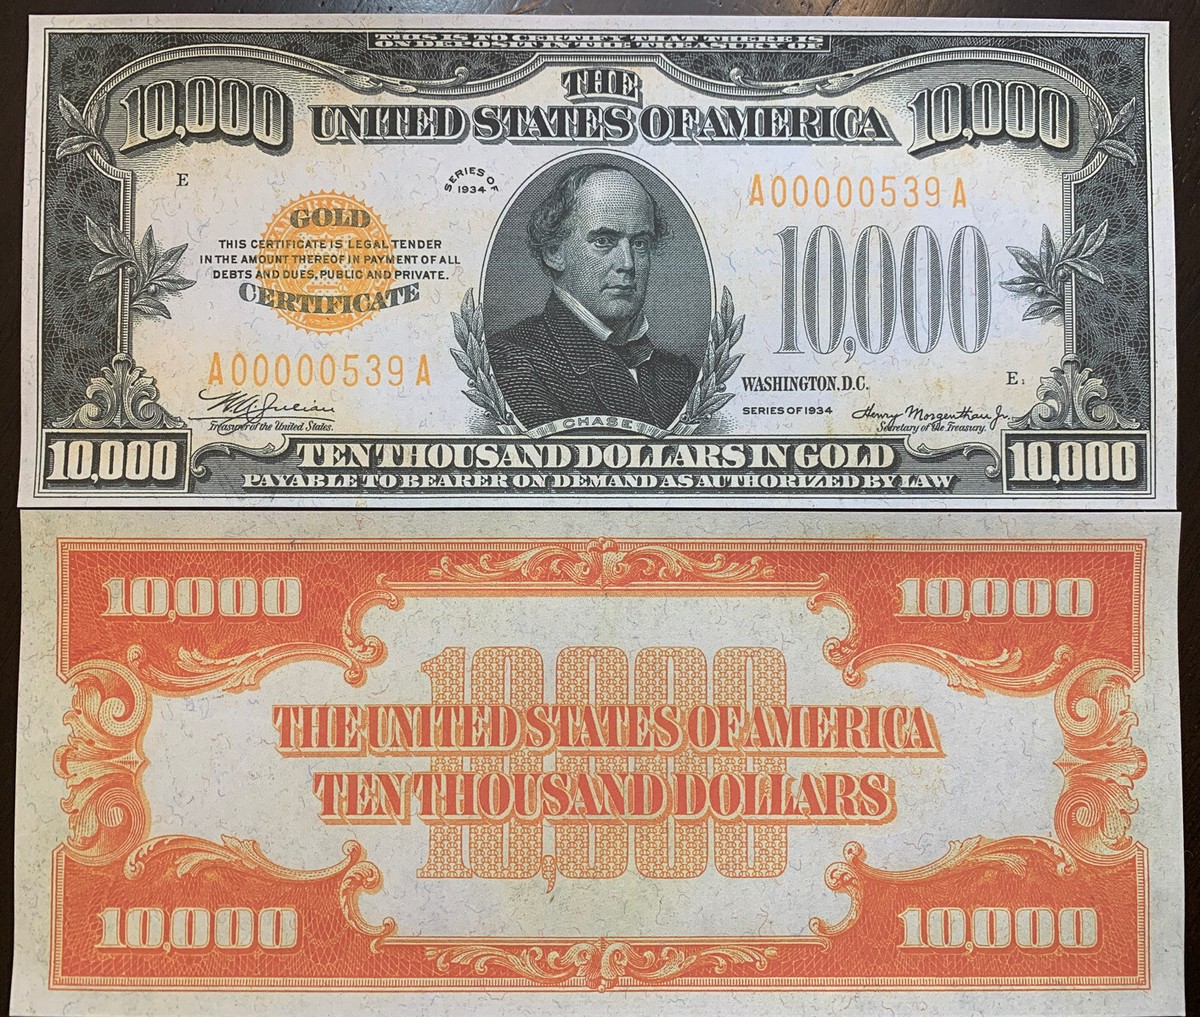 THIS IS TO CERTIFY THAT THERE IS
ON DEPOSIT IN THE TREASURY OF
10,000
THE
UNITED STATES OF AMERICA
10,000
E
SERIES OF
1934
A00000539A
GOLD
THIS CERTIFICATE IS LEGAL TENDER
IN THE AMOUNT THEREOF IN PAYMENT OF ALL
DEBTS AND DUES, PUBLIC AND PRIVATE.
CERTIFICATE
10,000
A00000539A
WASHINGTON, D.C.
E1
SERIES OF 1934
W.A. Julian
Treasurer of the United States.
Henry Morgenthau Jr.
Secretary of the Treasury.
CHASE
10,000
TEN THOUSAND DOLLARS IN GOLD
PAYABLE TO BEARER ON DEMAND AS AUTHORIZED BY LAW
10,000
10,000
10,000
10,000
THE UNITED STATES OF AMERICA
TEN THOUSAND DOLLARS
10,000
10,000
10,000